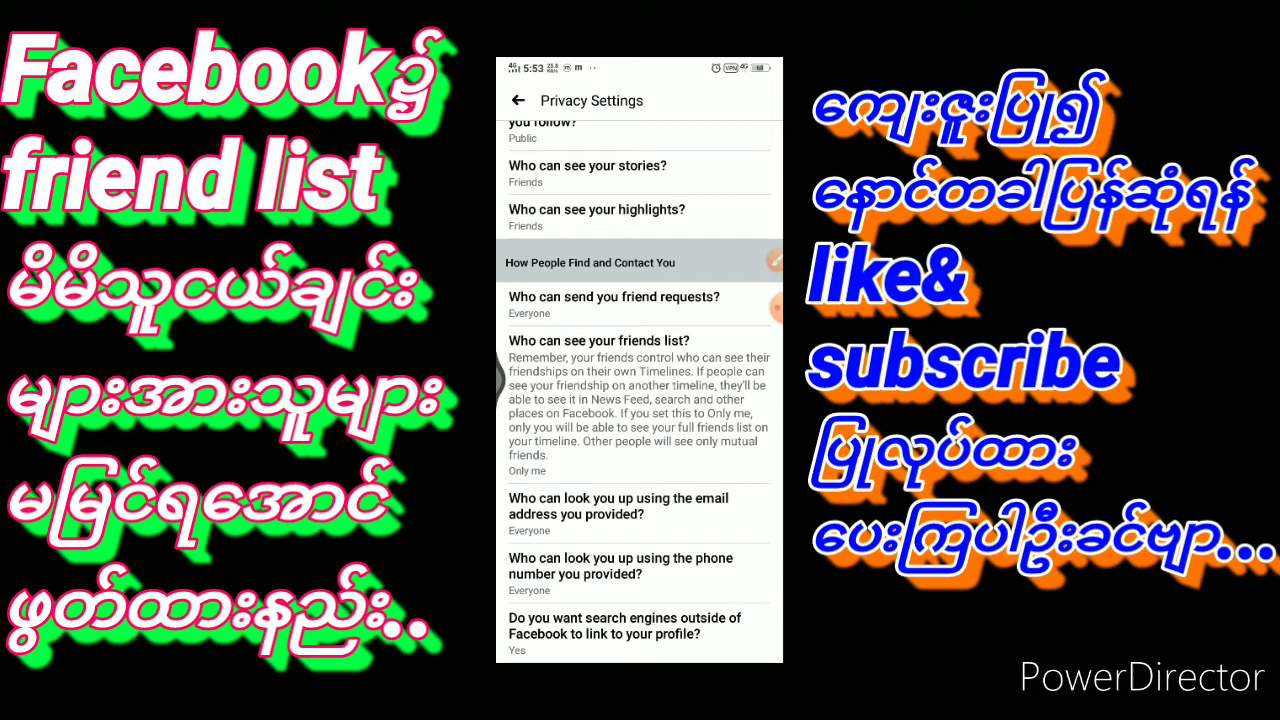 Facebook၌
friend list
မိမိသူငယ်ချင်း
များအားသူများ
မမြင်ရအောင်
ဖွတ်ထားနည်း..
4G 5:53 25.8 KB/s m m ·· VPN 4G 68
Privacy Settings
you follow?
Public
Who can see your stories?
Friends
Who can see your highlights?
Friends
How People Find and Contact You
Who can send you friend requests?
Everyone
Who can see your friends list?
Remember, your friends control who can see their
friendships on their own Timelines. If people can
see your friendship on another timeline, they'll be
able to see it in News Feed, search and other
places on Facebook. If you set this to Only me,
only you will be able to see your full friends list on
your timeline. Other people will see only mutual
friends.
Only me
Who can look you up using the email
address you provided?
Everyone
Who can look you up using the phone
number you provided?
Everyone
Do you want search engines outside of
Facebook to link to your profile?
Yes
ကျေးဇူးပြု၍
နောင်တခါပြန်ဆုံရန်
like&
subscribe
ပြုလုပ်ထား
ပေးကြပါဦးခင်ဗျာ...
PowerDirector